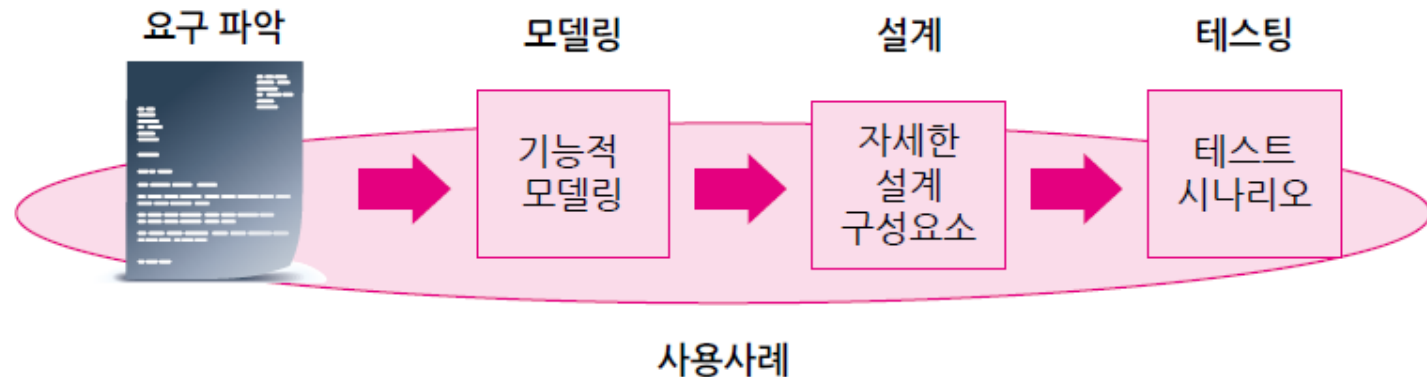 요구 파악
모델링
설계
테스팅
기능적
모델링
자세한
설계
구성요소
테스트
시나리오
사용사례